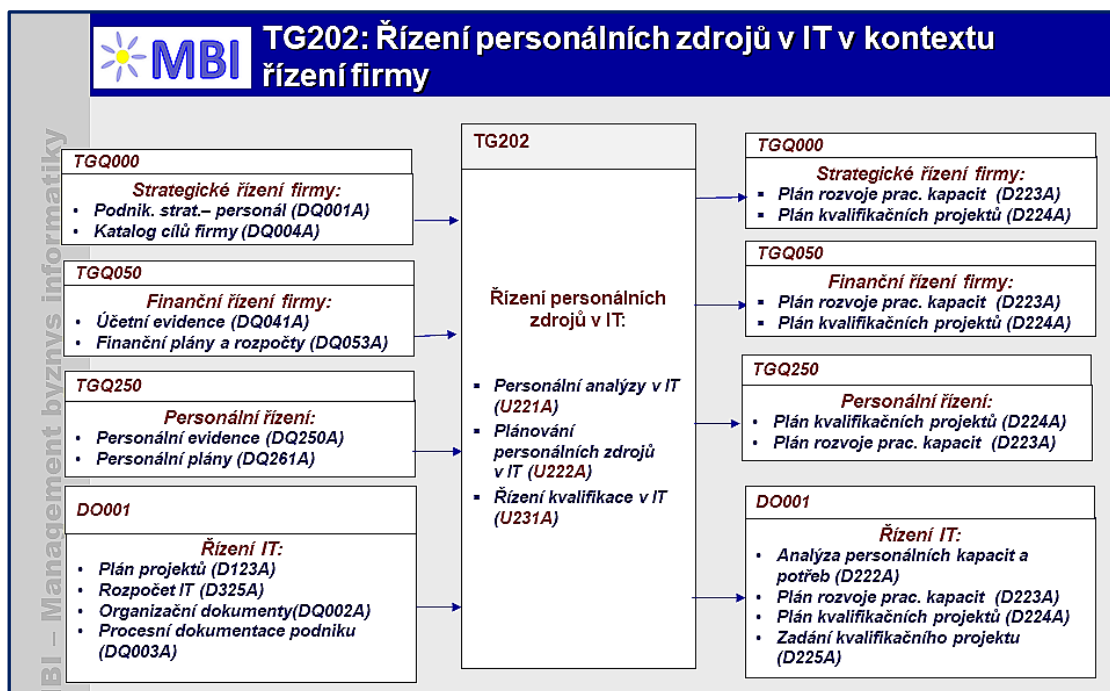 MBI
TG202: Řízení personálních zdrojů v IT v kontextu
řízení firmy
MBI – Management byznys informatiky
TGQ000
Strategické řízení firmy:
• Podnik. strat.– personál (DQ001A)
• Katalog cílů firmy (DQ004A)
TGQ050
Finanční řízení firmy:
• Účetní evidence (DQ041A)
• Finanční plány a rozpočty (DQ053A)
TGQ250
Personální řízení:
• Personální evidence (DQ250A)
• Personální plány (DQ261A)
DO001
Řízení IT:
• Plán projektů (D123A)
• Rozpočet IT (D325A)
• Organizační dokumenty(DQ002A)
• Procesní dokumentace podniku
(DQ003A)
TG202
Řízení personálních
zdrojů v IT:
▪ Personální analýzy v IT
(U221A)
▪ Plánování
personálních zdrojů
v IT (U222A)
▪ Řízení kvalifikace v IT
(U231A)
TGQ000
Strategické řízení firmy:
▪ Plán rozvoje prac. kapacit (D223A)
▪ Plán kvalifikačních projektů (D224A)
TGQ050
Finanční řízení firmy:
▪ Plán rozvoje prac. kapacit (D223A)
▪ Plán kvalifikačních projektů (D224A)
TGQ250
Personální řízení:
• Plán kvalifikačních projektů (D224A)
• Plán rozvoje prac. kapacit (D223A)
DO001
Řízení IT:
• Analýza personálních kapacit a
potřeb (D222A)
• Plán rozvoje prac. kapacit (D223A)
• Plán kvalifikačních projektů (D224A)
• Zadání kvalifikačního projektu
(D225A)